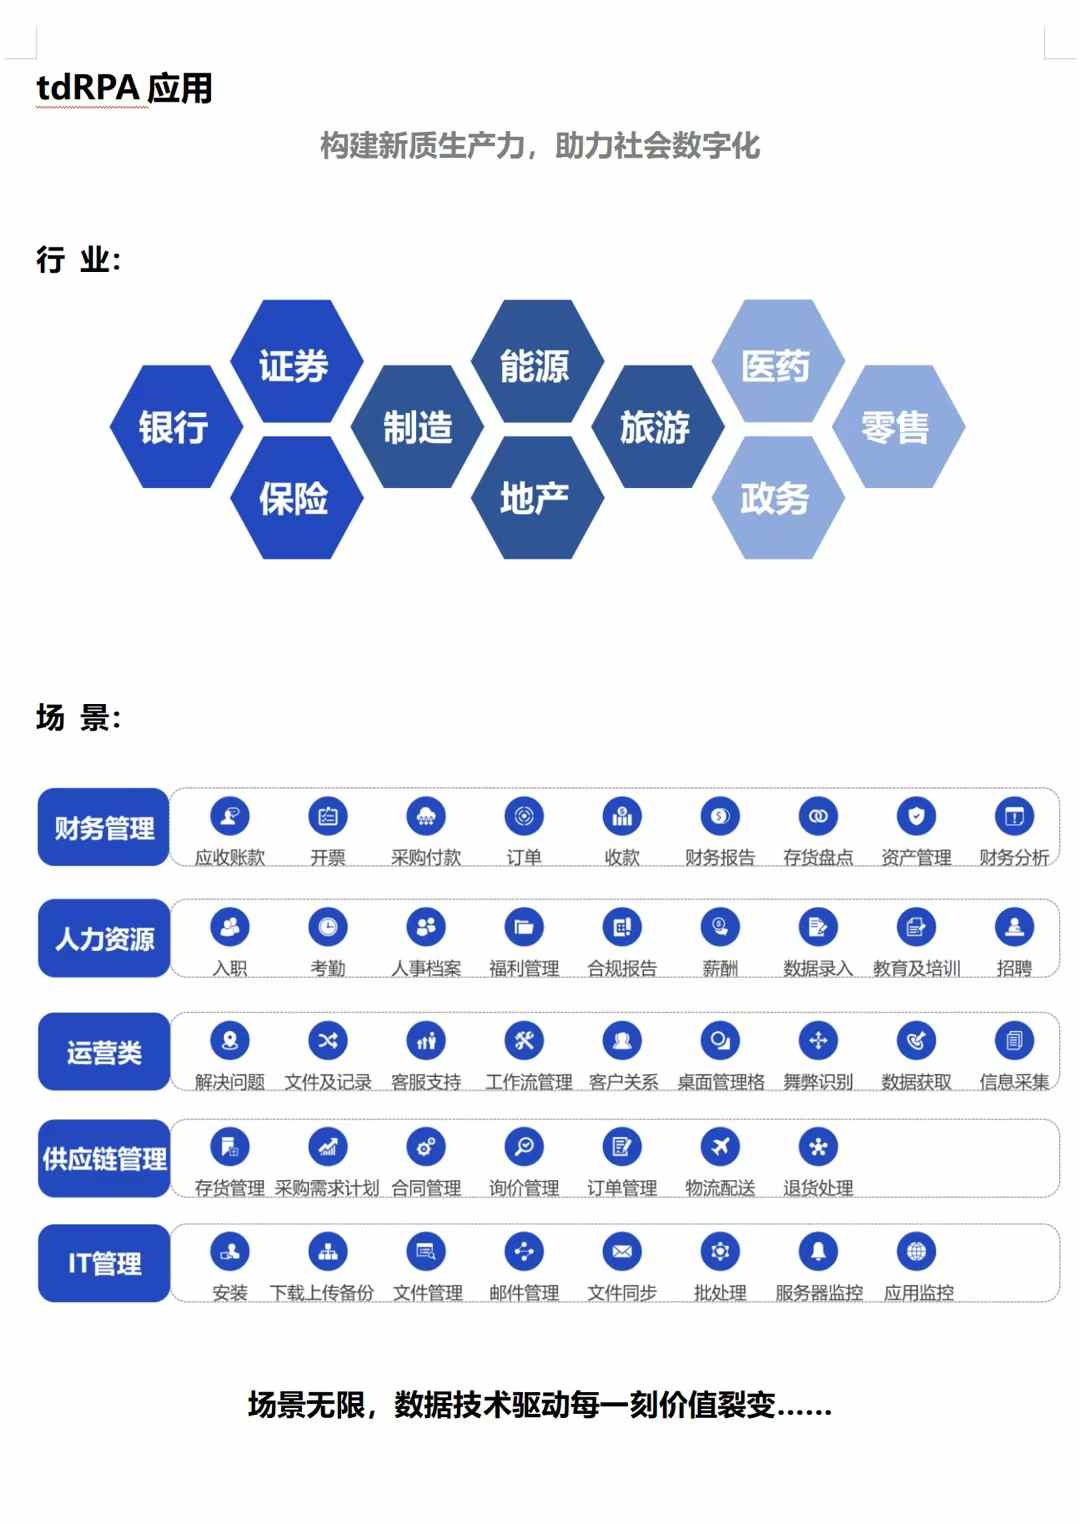 tdRPA 应用
构建新质生产力，助力社会数字化
行 业：
证券 能源 医药
银行 制造 旅游 零售
保险 地产 政务
场 景：
财务管理
应收账款 开票 采购付款 订单 收款 财务报告 存货盘点 资产管理 财务分析
人力资源
入职 考勤 人事档案 福利管理 合规报告 薪酬 数据录入 教育及培训 招聘
运营类
解决问题 文件及记录 客服支持 工作流管理 客户关系 桌面管理格 舞弊识别 数据获取 信息采集
供应链管理
存货管理 采购需求计划 合同管理 询价管理 订单管理 物流配送 退货处理
IT管理
安装 下载上传备份 文件管理 邮件管理 文件同步 批处理 服务器监控 应用监控
场景无限，数据技术驱动每一刻价值裂变……